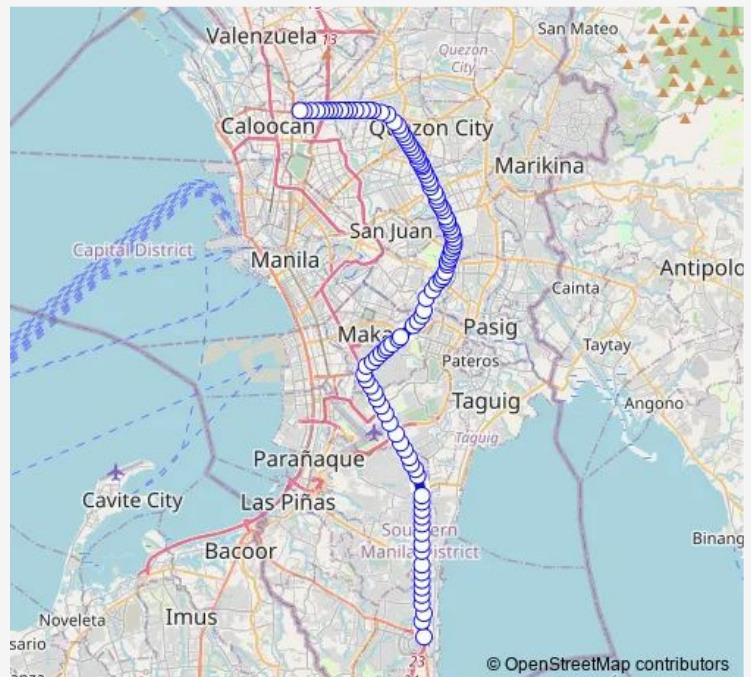 San Mateo
Valenzuela
13
Quezon
City
Caloocan
Quezon City
Marikina
San Juan
Capital District
Manila
Antipolo
Cainta
Maka
Pasig
Taytay
Pateros
Taguig
Angono
Taguig
Parañaque
Cavite City
Las Piñas
Southern
Manila District
Binang
Bacoor
Imus
Noveleta
sario
23
© OpenStreetMap contributors